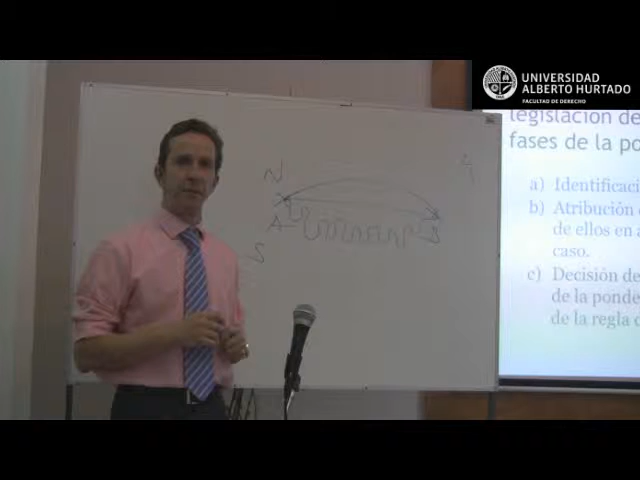 UNIVERSIDAD
ALBERTO HURTADO
FACULTAD DE DERECHO
legislación de
fases de la po
a) Identificaci
b) Atribución
de ellos en a
caso.
c) Decisión de
de la ponde
de la regla d
N
A
B
S